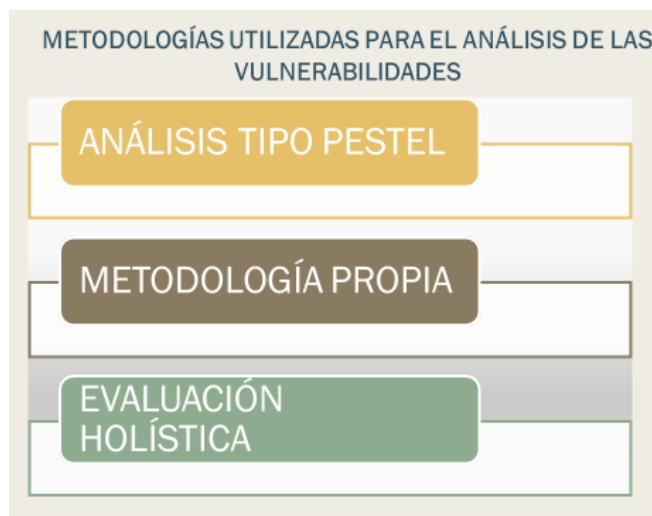 METODOLOGÍAS UTILIZADAS PARA EL ANÁLISIS DE LAS
VULNERABILIDADES
ANÁLISIS TIPO PESTEL
METODOLOGÍA PROPIA
EVALUACIÓN
HOLÍSTICA